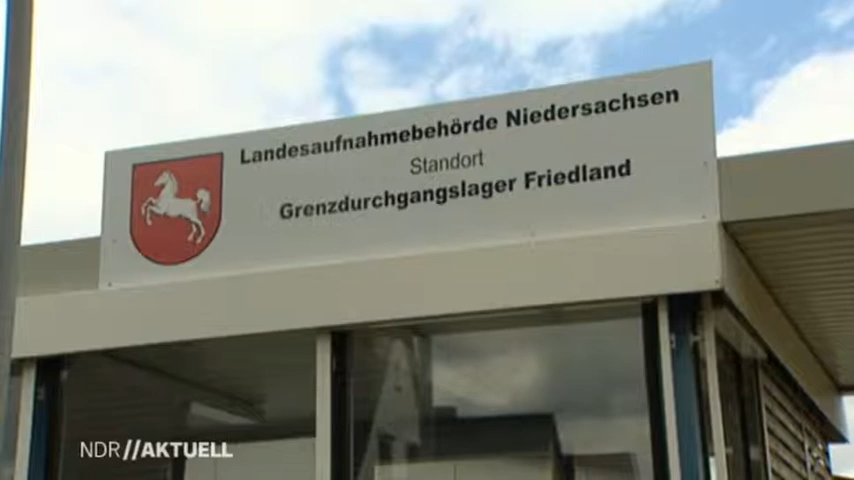 Landesaufnahmebehörde Niedersachsen
Standort
Grenzdurchgangslager Friedland
NDR//AKTUELL